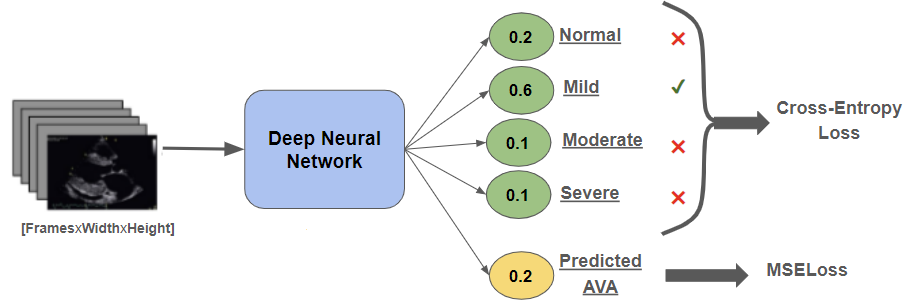 0.2 Normal
0.6 Mild
0.1 Moderate
0.1 Severe
0.2 Predicted
AVA
Deep Neural
Network
[FramesxWidthxHeight]
Cross-Entropy
Loss
MSELoss